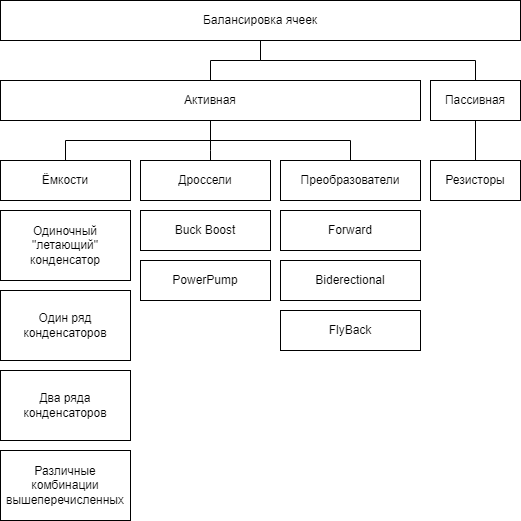 Балансировка ячеек
Активная
Пассивная
Ёмкости
Дроссели
Преобразователи
Резисторы
Одиночный
"летающий"
конденсатор
Buck Boost
Forward
PowerPump
Biderectional
Один ряд
конденсаторов
FlyBack
Два ряда
конденсаторов
Различные
комбинации
вышеперечисленных